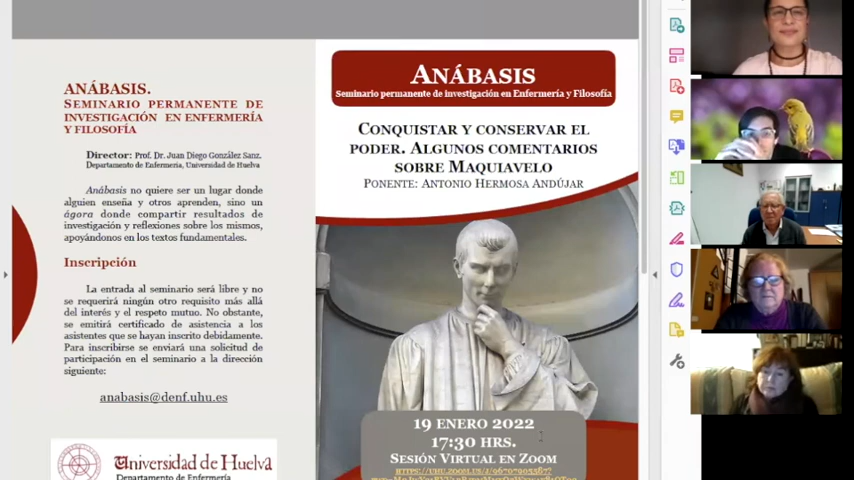 ANÁBASIS.
SEMINARIO PERMANENTE DE
INVESTIGACIÓN EN ENFERMERÍA
Y FILOSOFÍA
Director: Prof. Dr. Juan Diego González Sanz.
Departamento de Enfermería, Universidad de Huelva
Anábasis no quiere ser un lugar donde
alguien enseña y otros aprenden, sino un
ágora donde compartir resultados de
investigación y reflexiones sobre los mismos,
apoyándonos en los textos fundamentales.
Inscripción
La entrada al seminario será libre y no
se requerirá ningún otro requisito más allá
del interés y el respeto mutuo. No obstante,
se emitirá certificado de asistencia a los
asistentes que se hayan inscrito debidamente.
Para inscribirse se enviará una solicitud de
participación en el seminario a la dirección
siguiente:
anabasis@denf.uhu.es
Universidad de Huelva
Departamento de Enfermería
ANÁBASIS
Seminario permanente de investigación en Enfermería y Filosofía
CONQUISTAR Y CONSERVAR EL
PODER. ALGUNOS COMENTARIOS
SOBRE MAQUIAVELO
PONENTE: ANTONIO HERMOSA ANDÚJAR
19 ENERO 2022
17:30 HRS.
SESIÓN VIRTUAL EN ZOOM